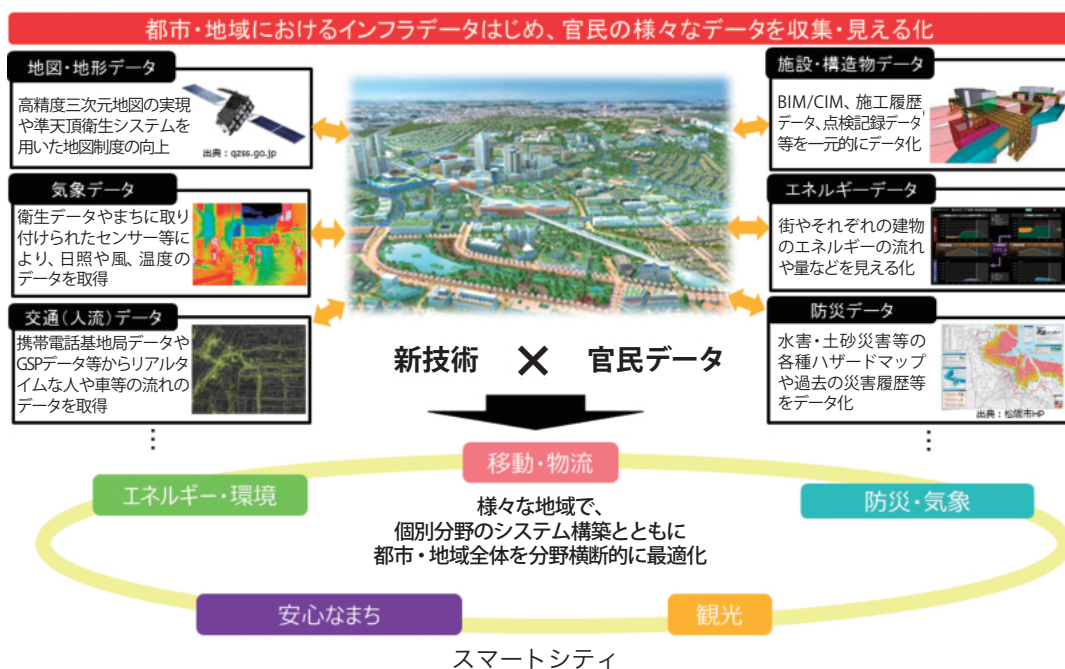 都市・地域におけるインフラデータはじめ、官民の様々なデータを収集・見える化
地図・地形データ
高精度三次元地図の実現
や準天頂衛生システムを
用いた地図制度の向上
出典：qzss.go.jp
気象データ
衛生データやまちに取り
付けられたセンサー等に
より、日照や風、温度の
データを取得
交通（人流）データ
携帯電話基地局データや
GSPデータ等からリアルタ
イムな人や車等の流れの
データを取得
⋮
施設・構造物データ
BIM/CIM、施工履歴
データ、点検記録データ
等を一元的にデータ化
エネルギーデータ
街やそれぞれの建物
のエネルギーの流れ
や量などを見える化
防災データ
水害・土砂災害等の
各種ハザードマップ
や過去の災害履歴等
をデータ化
出典：松阪市HP
⋮
新技術 × 官民データ
移動・物流
エネルギー・環境
防災・気象
様々な地域で、
個別分野のシステム構築とともに
都市・地域全体を分野横断的に最適化
安心なまち
観光
スマートシティ